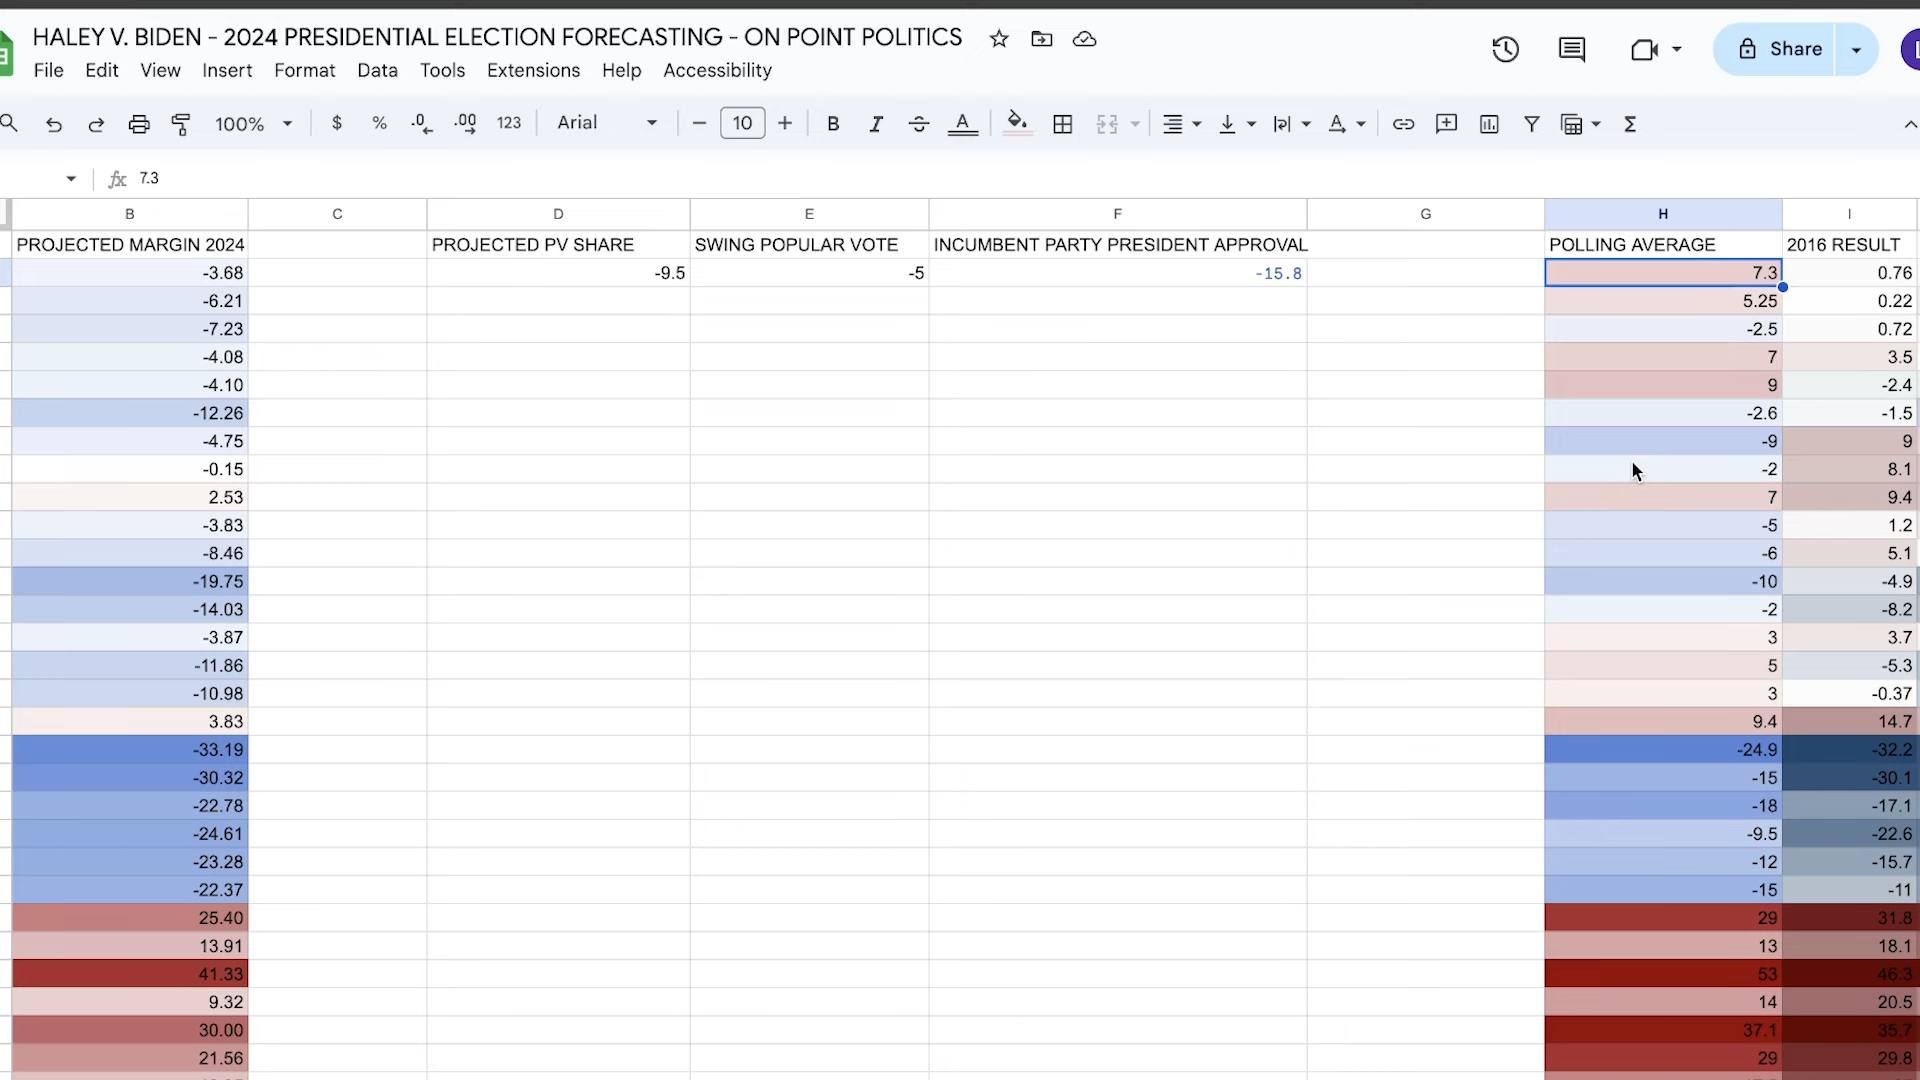 HALEY V. BIDEN - 2024 PRESIDENTIAL ELECTION FORECASTING - ON POINT POLITICS
Share
File Edit View Insert Format Data Tools Extensions Help Accessibility
100% $ % .0 .00 123 Arial 10 B I A
fx 7.3
B C D E F G H I
PROJECTED MARGIN 2024 PROJECTED PV SHARE SWING POPULAR VOTE INCUMBENT PARTY PRESIDENT APPROVAL POLLING AVERAGE 2016 RESULT
-3.68 -9.5 -5 -15.8 7.3 0.76
-6.21 5.25 0.22
-7.23 -2.5 0.72
-4.08 7 3.5
-4.10 9 -2.4
-12.26 -2.6 -1.5
-4.75 -9 9
-0.15 -2 8.1
2.53 7 9.4
-3.83 -5 1.2
-8.46 -6 5.1
-19.75 -10 -4.9
-14.03 -2 -8.2
-3.87 3 3.7
-11.86 5 -5.3
-10.98 3 -0.37
3.83 9.4 14.7
-33.19 -24.9 -32.2
-30.32 -15 -30.1
-22.78 -18 -17.1
-24.61 -9.5 -22.6
-23.28 -12 -15.7
-22.37 -15 -11
25.40 29 31.8
13.91 13 18.1
41.33 53 46.3
9.32 14 20.5
30.00 37.1 35.7
21.56 29 29.8